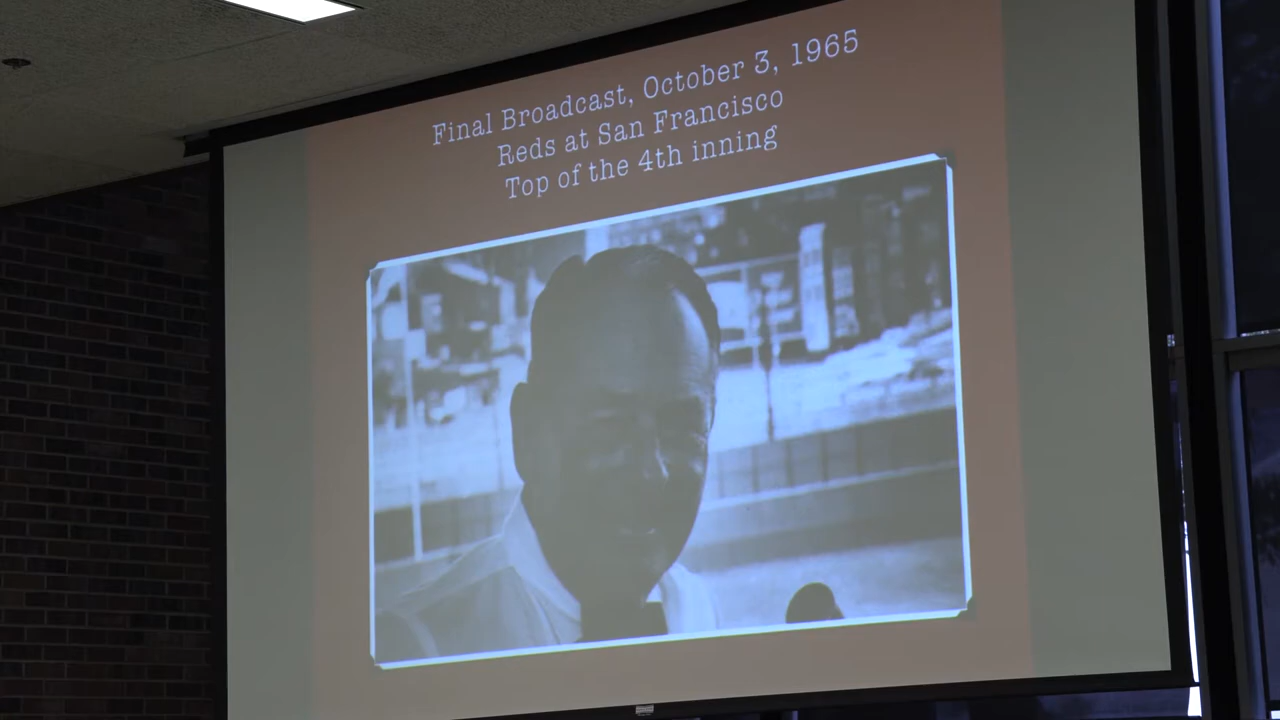 Final Broadcast, October 3, 1965
Reds at San Francisco
Top of the 4th inning